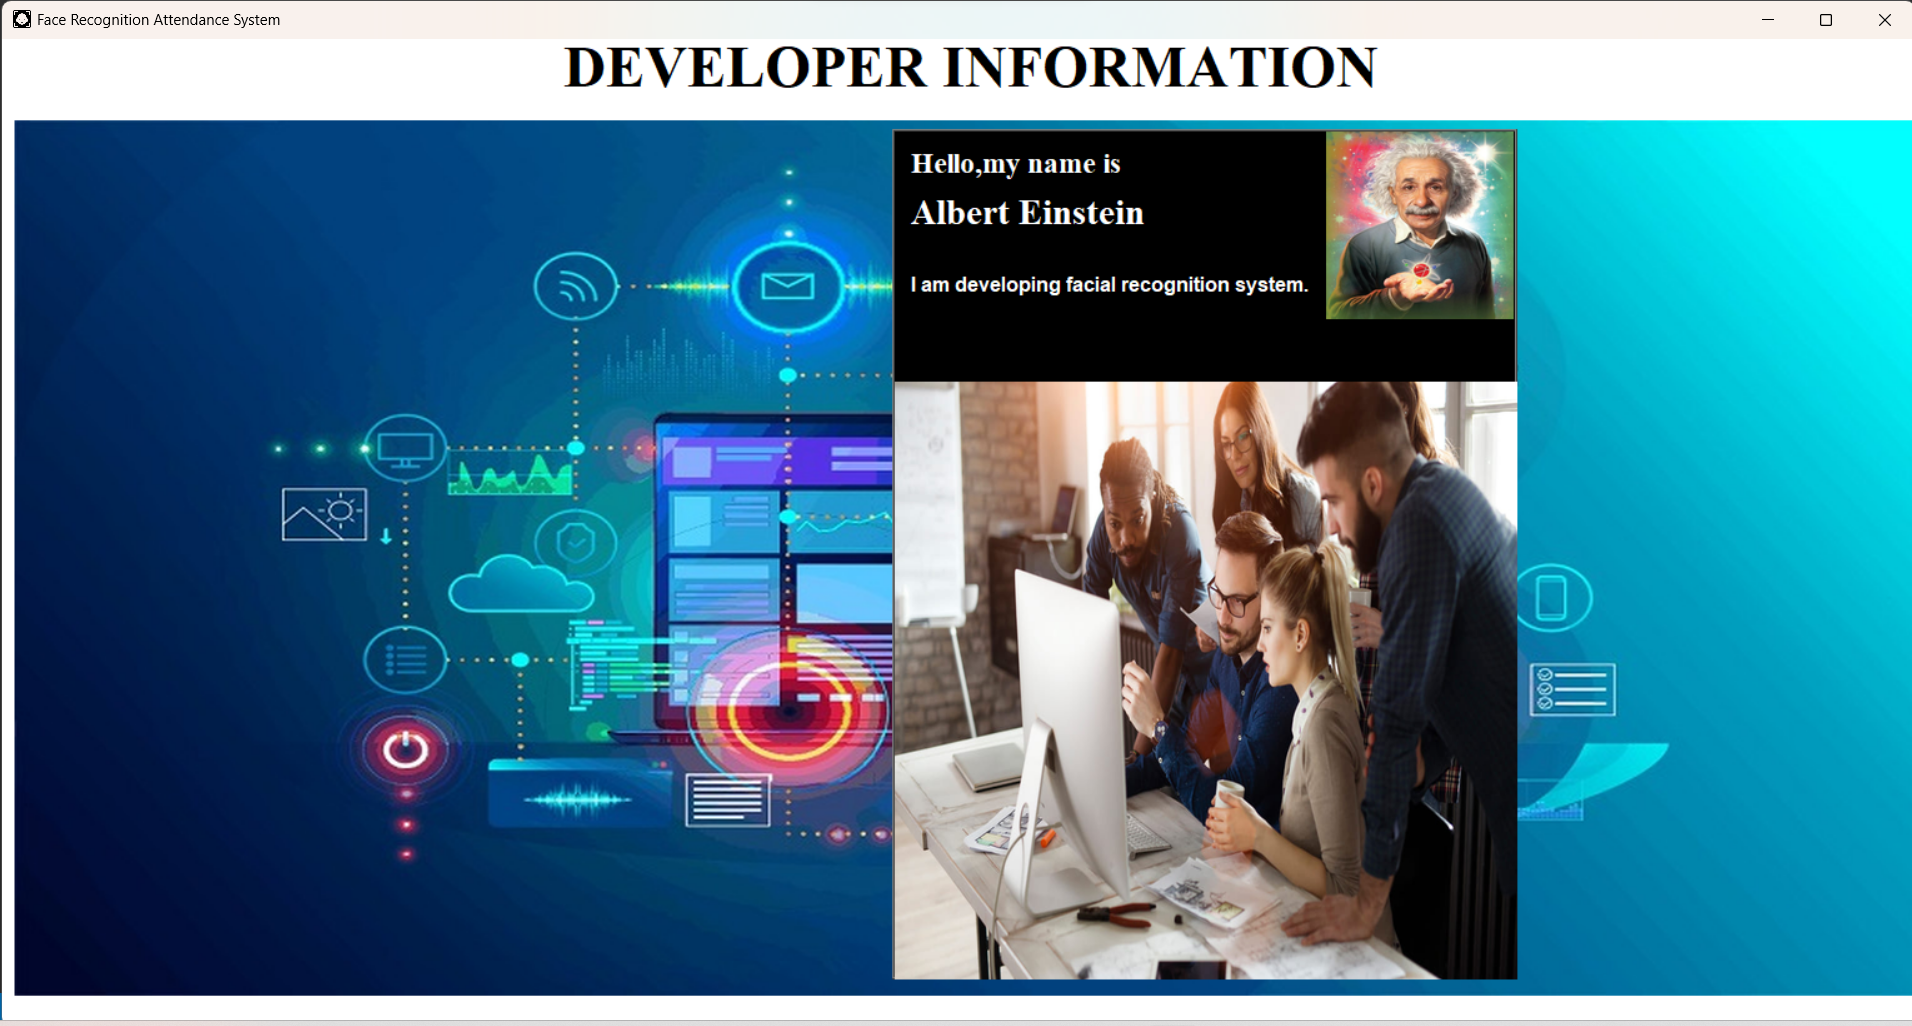 Face Recognition Attendance System
DEVELOPER INFORMATION
Hello,my name is
Albert Einstein
I am developing facial recognition system.